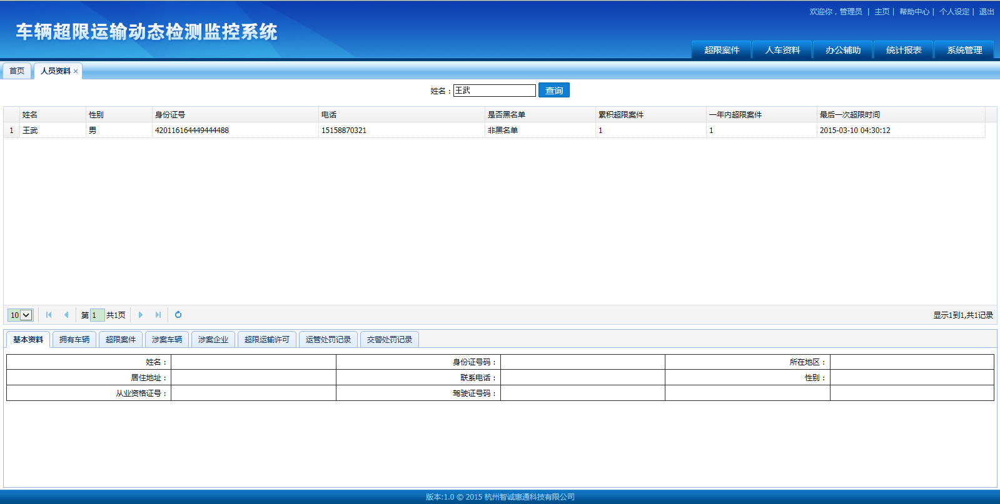 欢迎你，管理员 | 主页 | 帮助中心 | 个人设定 | 退出
车辆超限运输动态检测监控系统
超限案件 人车资料 办公辅助 统计报表 系统管理
首页 人员资料 ×
姓名： 王武 查询
姓名 性别 身份证号 电话 是否黑名单 累积超限案件 一年内超限案件 最后一次超限时间
1 王武 男 420116164449444488 15158870321 非黑名单 1 1 2015-03-10 04:30:12
10 第 1 共1页 显示1到1,共1记录
基本资料 拥有车辆 超限案件 涉案车辆 涉案企业 超限运输许可 运管处罚记录 交警处罚记录
姓名： 身份证号码： 所在地区：
居住地址： 联系电话： 性别：
从业资格证号： 驾驶证号码：
版本:1.0 © 2015 杭州智诚惠通科技有限公司